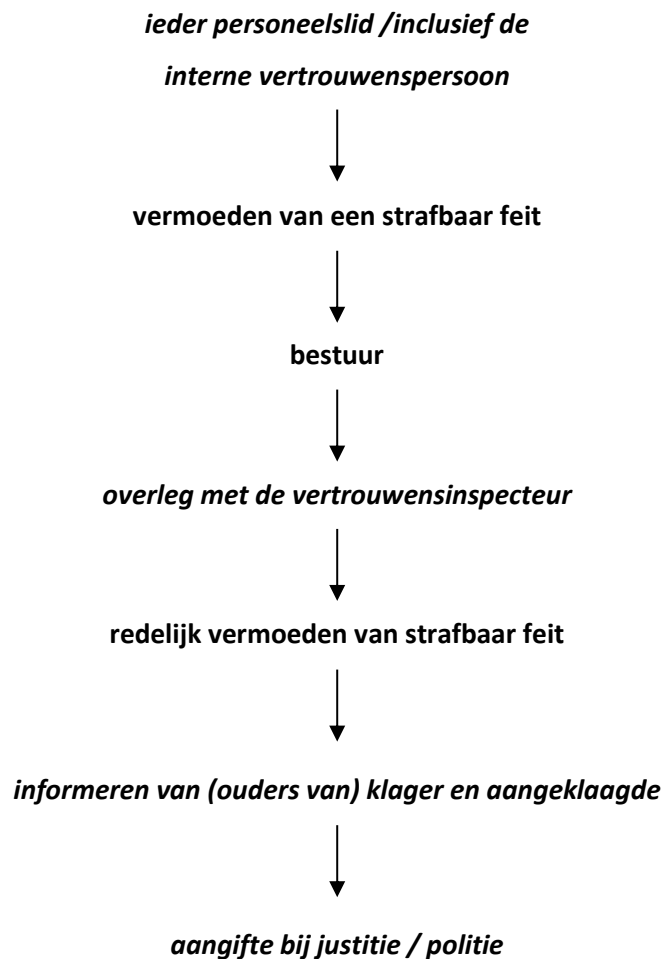 ieder personeelslid /inclusief de
interne vertrouwenspersoon
vermoeden van een strafbaar feit
bestuur
overleg met de vertrouwensinspecteur
redelijk vermoeden van strafbaar feit
informeren van (ouders van) klager en aangeklaagde
aangifte bij justitie / politie